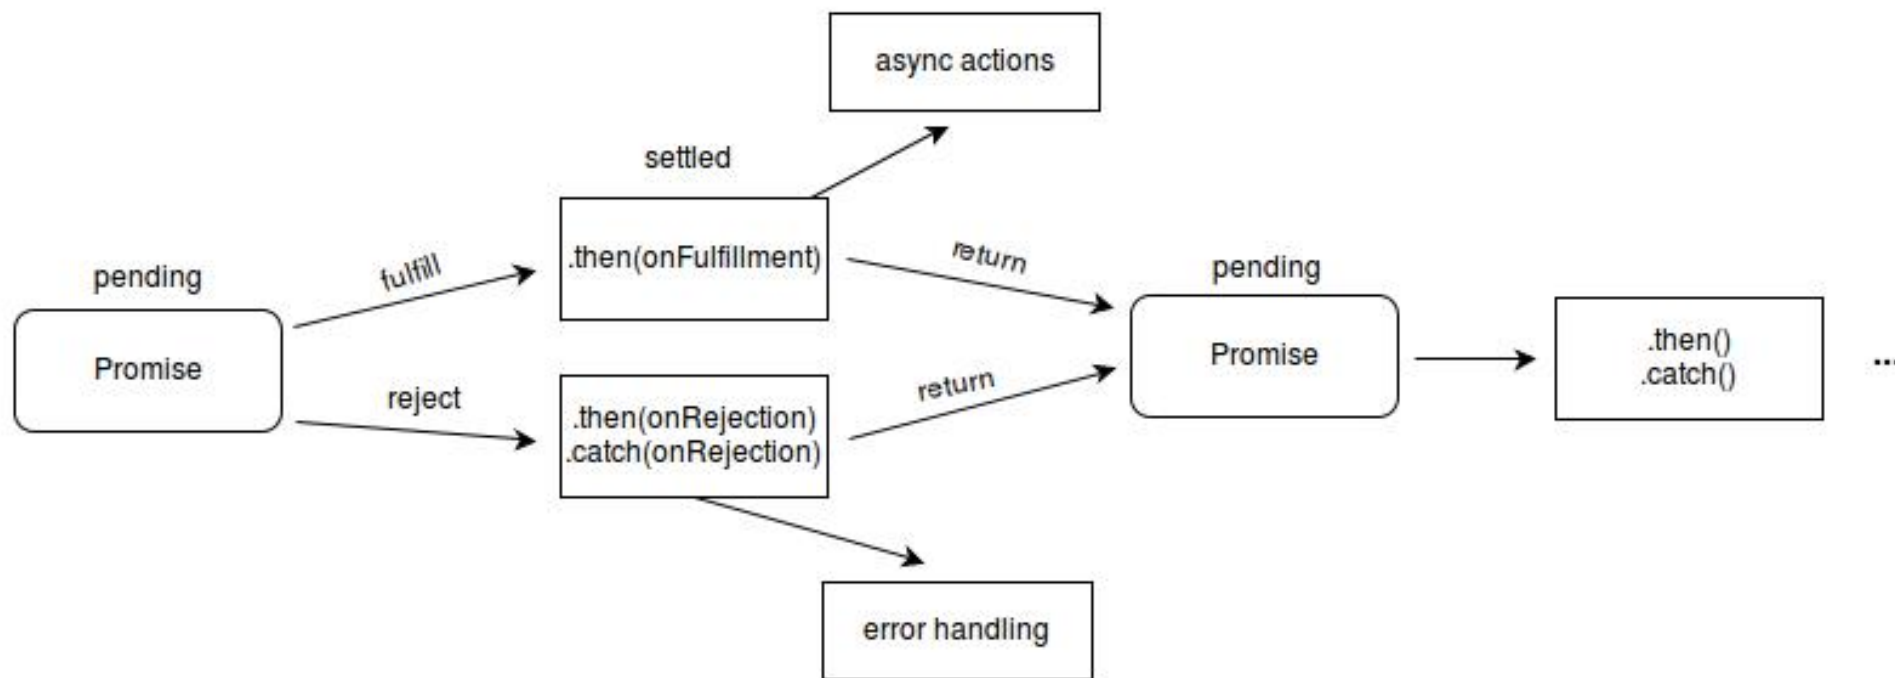 async actions
settled
.then(onFulfillment)
fulfill
return
pending
Promise
pending
Promise
reject
.then(onRejection)
.catch(onRejection)
return
.then()
.catch()
...
error handling